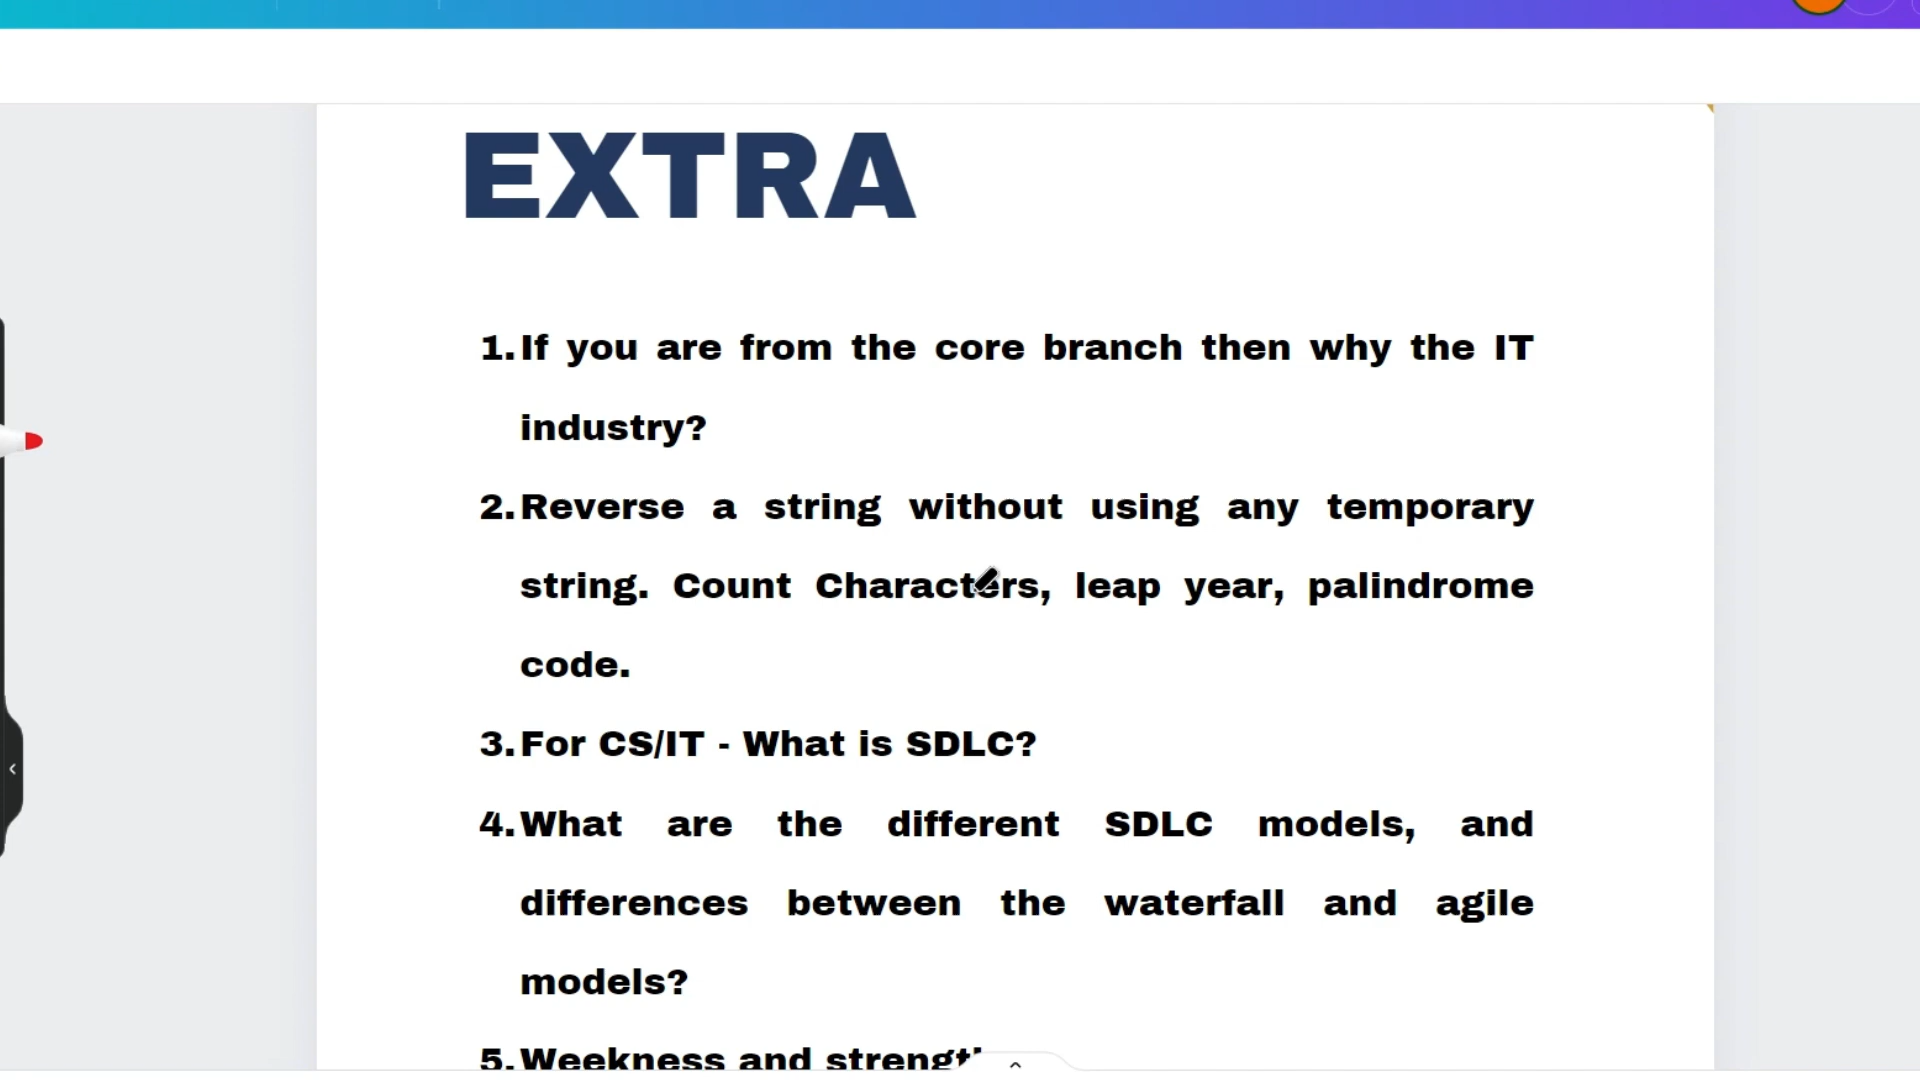 EXTRA
1. If you are from the core branch then why the IT
industry?
2. Reverse a string without using any temporary
string. Count Characters, leap year, palindrome
code.
3. For CS/IT - What is SDLC?
4. What are the different SDLC models, and
differences between the waterfall and agile
models?
5. Weekness and